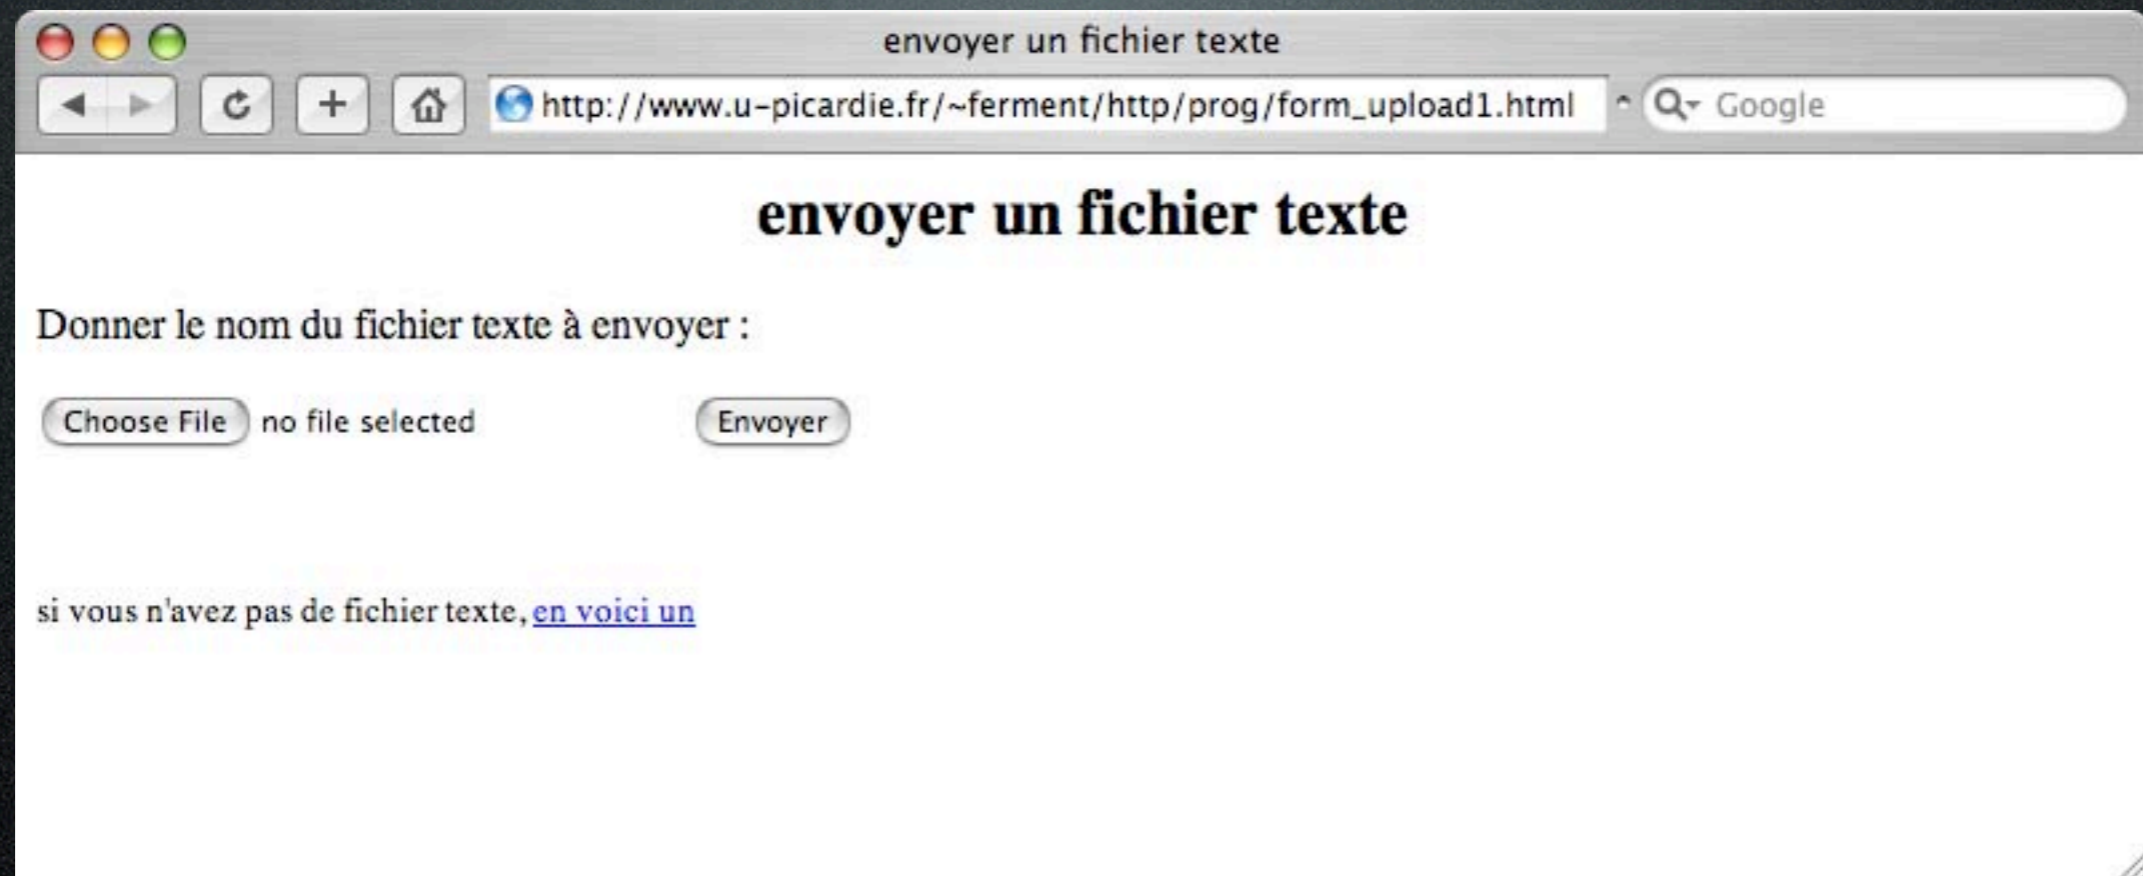 envoyer un fichier texte
http://www.u-picardie.fr/~ferment/http/prog/form_upload1.html
Google
envoyer un fichier texte
Donner le nom du fichier texte à envoyer :
Choose File no file selected Envoyer
si vous n'avez pas de fichier texte, en voici un